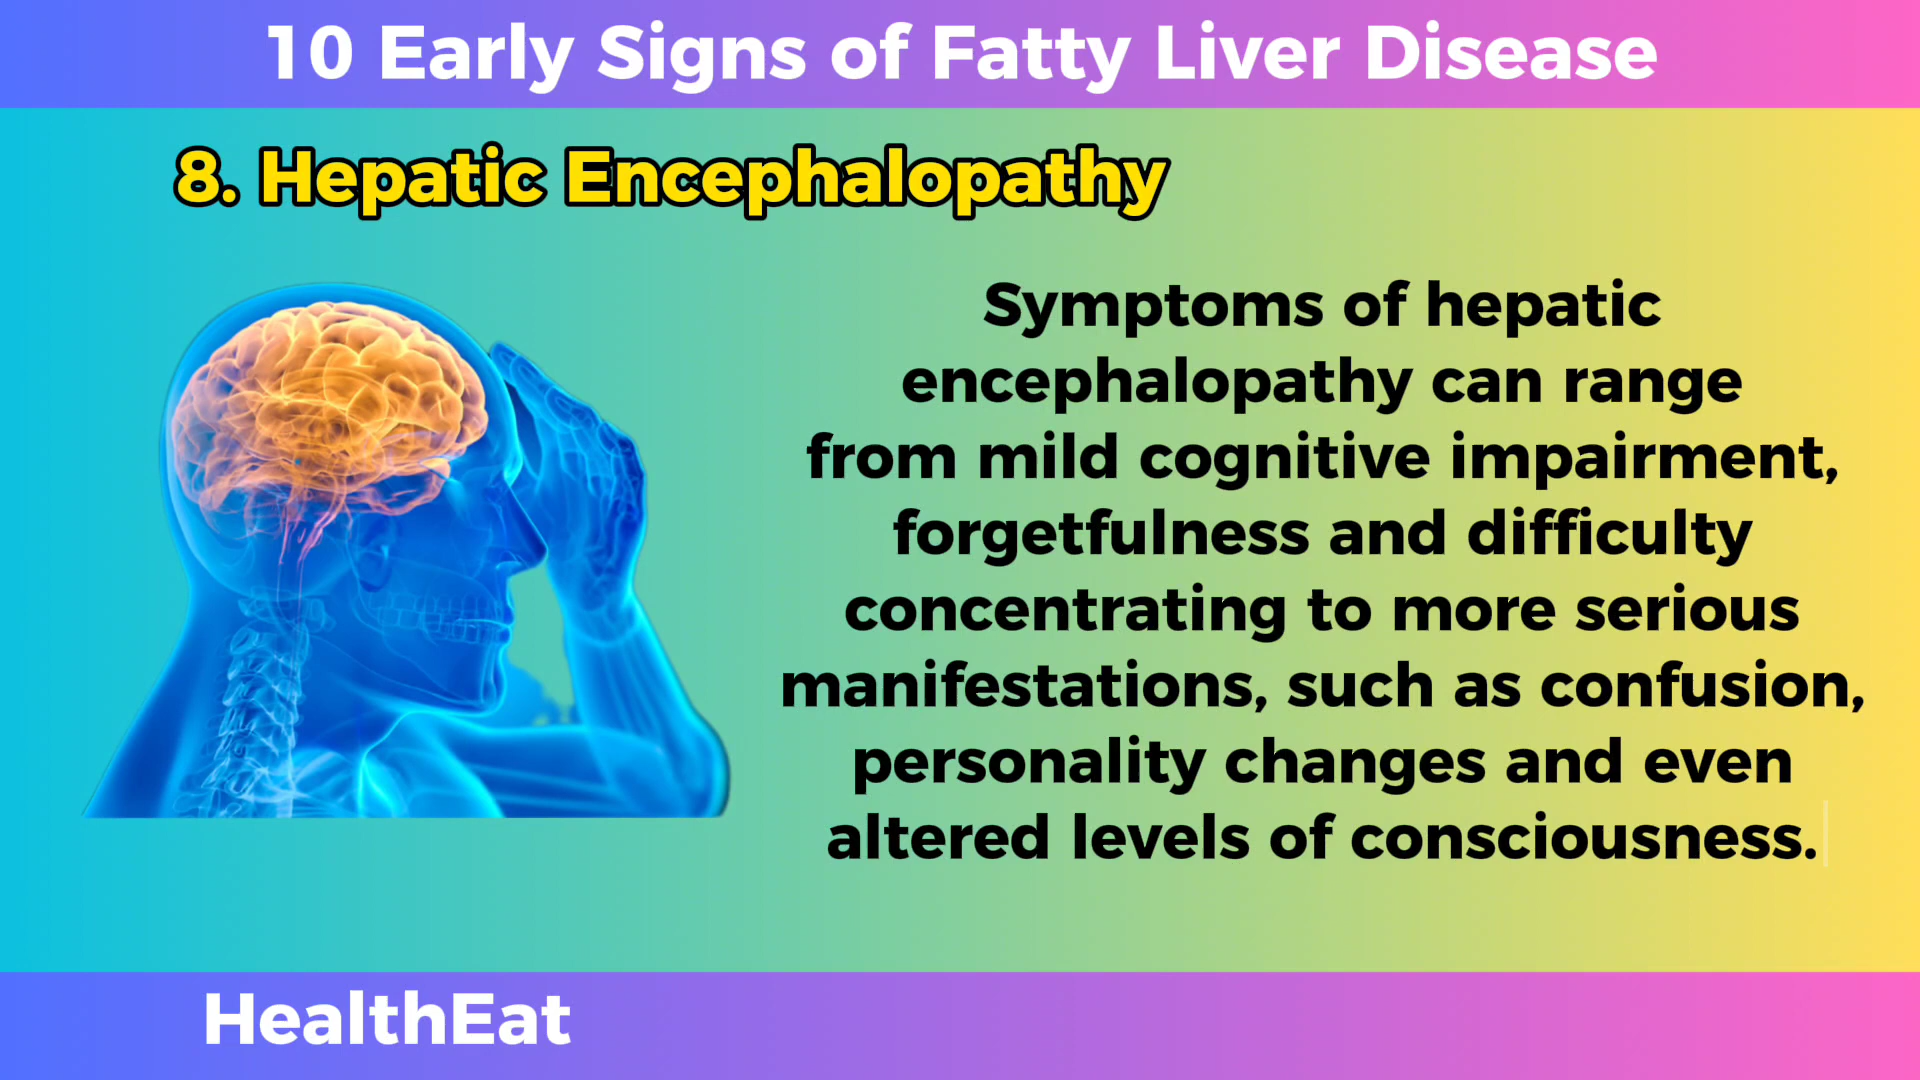 10 Early Signs of Fatty Liver Disease
8. Hepatic Encephalopathy
Symptoms of hepatic
encephalopathy can range
from mild cognitive impairment,
forgetfulness and difficulty
concentrating to more serious
manifestations, such as confusion,
personality changes and even
altered levels of consciousness.
HealthEat